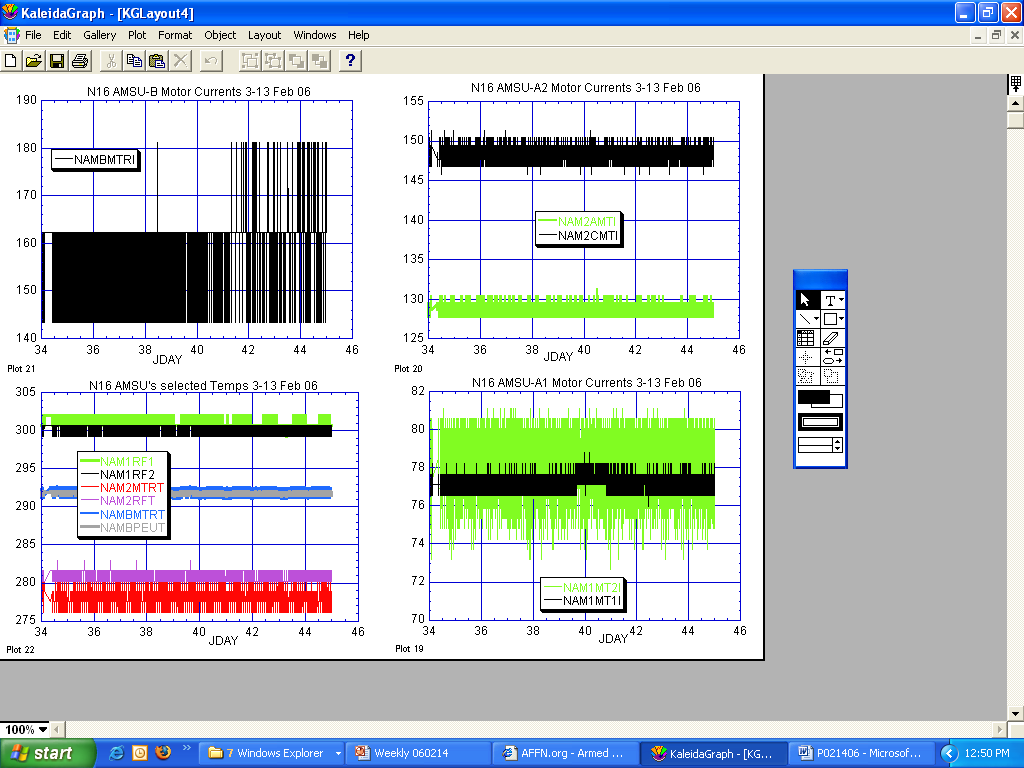 KaleidaGraph - [KGLayout4]
File Edit Gallery Plot Format Object Layout Windows Help
N16 AMSU-B Motor Currents 3-13 Feb 06
190
180
170
160
150
140
NAMBMTRI
34 36 38 40 42 44 46
JDAY
Plot 21
N16 AMSU-A2 Motor Currents 3-13 Feb 06
155
150
145
140
135
130
125
NAM2AMTI
NAM2CMTI
34 36 38 40 42 44 46
JDAY
Plot 20
N16 AMSU's selected Temps 3-13 Feb 06
305
300
295
290
285
280
275
NAM1RF1
NAM1RF2
NAM2MTRT
NAM2RFT
NAMBMTRT
NAMBPEUT
34 36 38 40 42 44 46
JDAY
Plot 22
N16 AMSU-A1 Motor Currents 3-13 Feb 06
82
80
78
76
74
72
70
NAM1MT2I
NAM1MT1I
34 36 38 40 42 44 46
JDAY
Plot 19
T
100%
start
7 Windows Explorer
Weekly 060214
AFFN.org - Armed ...
KaleidaGraph - [KG...
P021406 - Microsof...
12:50 PM